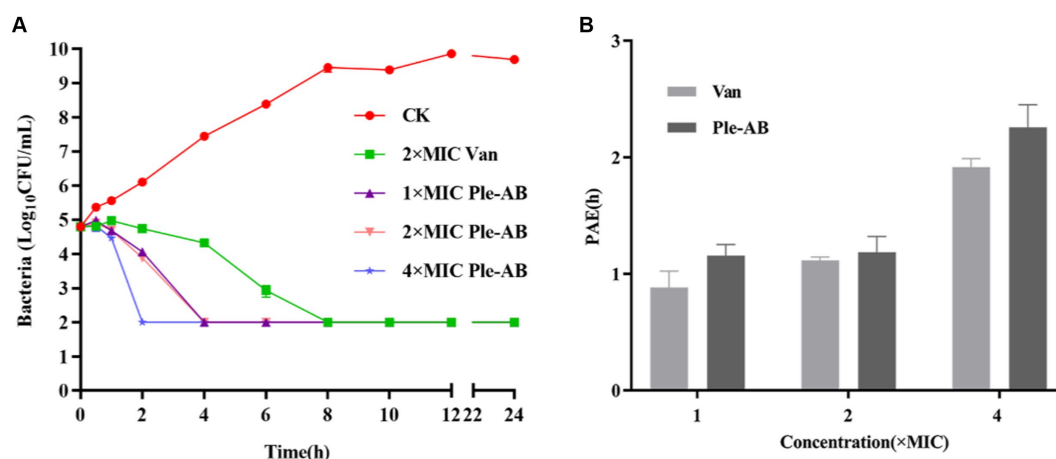 A
Bacteria (Log10CFU/mL)
10
9
8
7
6
5
4
3
2
1
0
CK
2×MIC Van
1×MIC Ple-AB
2×MIC Ple-AB
4×MIC Ple-AB
0 2 4 6 8 10 12 22 24
Time(h)
B
PAE(h)
3
2
1
0
Van
Ple-AB
1 2 4
Concentration(×MIC)